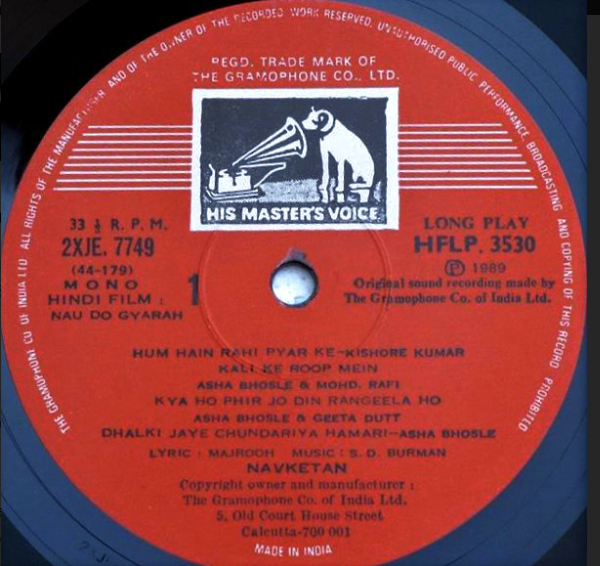 ALL RIGHTS OF THE MANUFACTURER AND OF THE OWNER OF THE RECORDED WORK RESERVED. UNAUTHORISED PUBLIC PERFORMANCE, BROADCASTING AND COPYING OF THIS RECORD PROHIBITED
REGD. TRADE MARK OF
THE GRAMOPHONE CO., LTD.
HIS MASTER'S VOICE
33 ⅓ R. P. M.
2XJE. 7749
(44-179)
MONO
HINDI FILM :
NAU DO GYARAH
1
LONG PLAY
HFLP. 3530
Ⓟ 1989
Original sound recording made by
The Gramophone Co. of India Ltd.
HUM HAIN RAHI PYAR KE—KISHORE KUMAR
KALI KE ROOP MEIN
ASHA BHOSLE & MOHD. RAFI
KYA HO PHIR JO DIN RANGEELA HO
ASHA BHOSLE & GEETA DUTT
DHALKI JAYE CHUNDARIYA HAMARI—ASHA BHOSLE
LYRIC : MAJROOH MUSIC : S. D. BURMAN
NAVKETAN
Copyright owner and manufacturer :
The Gramophone Co. of India Ltd.
5, Old Court House Street
Calcutta-700 001
MADE IN INDIA
THE GRAMOPHONE CO OF INDIA LTD